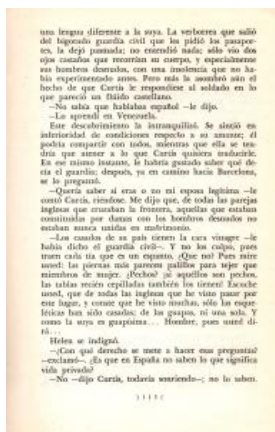 una lengua diferente a la suya. La verborrea que salió
del bigotudo guardia civil que les pidió los pasapor-
tes, la dejó pasmada; no entendió nada; sólo vio dos
ojos castaños que recorrían su cuerpo, y especialmente
sus hombros desnudos, con una insolencia que no ha-
bía experimentado antes. Pero más la asombró aún el
hecho de que Curtis le respondiese al soldado en lo
que pareció un fluido castellano.
—No sabía que hablabas español —le dijo.
—Lo aprendí en Venezuela.
Este descubrimiento la intranquilizó. Se sintió en
inferioridad de condiciones respecto a su amante; él
podría compartir con todos, mientras que ella se ten-
dría que atener a lo que Curtis quisiera traducirle.
En ese mismo instante, le habría gustado saber qué de-
cía el guardia; después, ya en camino hacia Barcelona,
se lo preguntó.
—Quería saber si eras o no mi esposa legítima —le
contó Curtis, riéndose. Me dijo que, de todas las parejas
inglesas que cruzaban la frontera, aquéllas que estaban
constituidas por damas con los hombros desnudos no
estaban nunca unidas en matrimonio.
—Los casados de su país tienen la cara vinagre —le
había dicho el guardia civil—. Y no los culpo, pues
traen cada tía que es un espanto. ¿Que no? Pues mire
usted: las piernas más parecen palillos para tejer que
miembros de mujer. ¿Pechos? ¡si aquéllos son pechos,
las tablas recién cepilladas también los tienen! Escuche
usted, que de todas las inglesas que he visto pasar por
este lugar, y conste que he visto muchas, sólo las esque-
léticas han sido casadas; de las guapas, ni una sola. Y
como la suya es guapísima... Hombre, pues usted di-
rá...
Helen se indignó.
—¿Con qué derecho se mete a hacer esas preguntas?
—exclamó—. ¿Es que en España no saben lo que significa
vida privada?
—No —dijo Curtis, todavía sonriendo—; no lo saben.